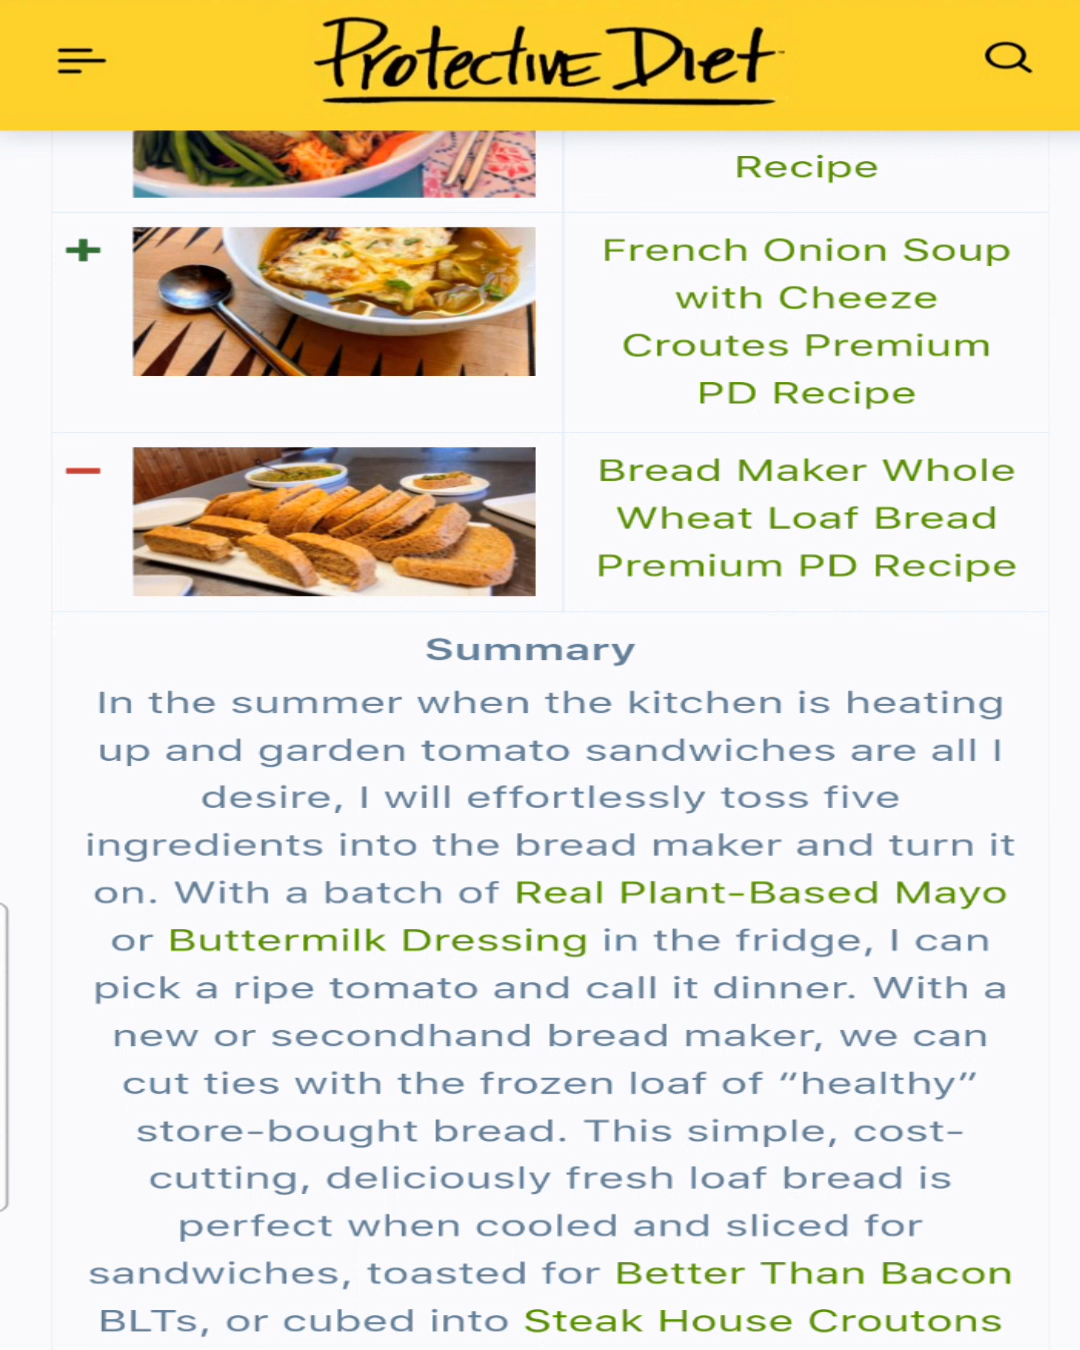 Protective Diet™
Recipe
French Onion Soup
with Cheeze
Croutes Premium
PD Recipe
Bread Maker Whole
Wheat Loaf Bread
Premium PD Recipe
Summary
In the summer when the kitchen is heating
up and garden tomato sandwiches are all I
desire, I will effortlessly toss five
ingredients into the bread maker and turn it
on. With a batch of Real Plant-Based Mayo
or Buttermilk Dressing in the fridge, I can
pick a ripe tomato and call it dinner. With a
new or secondhand bread maker, we can
cut ties with the frozen loaf of “healthy”
store-bought bread. This simple, cost-
cutting, deliciously fresh loaf bread is
perfect when cooled and sliced for
sandwiches, toasted for Better Than Bacon
BLTs, or cubed into Steak House Croutons